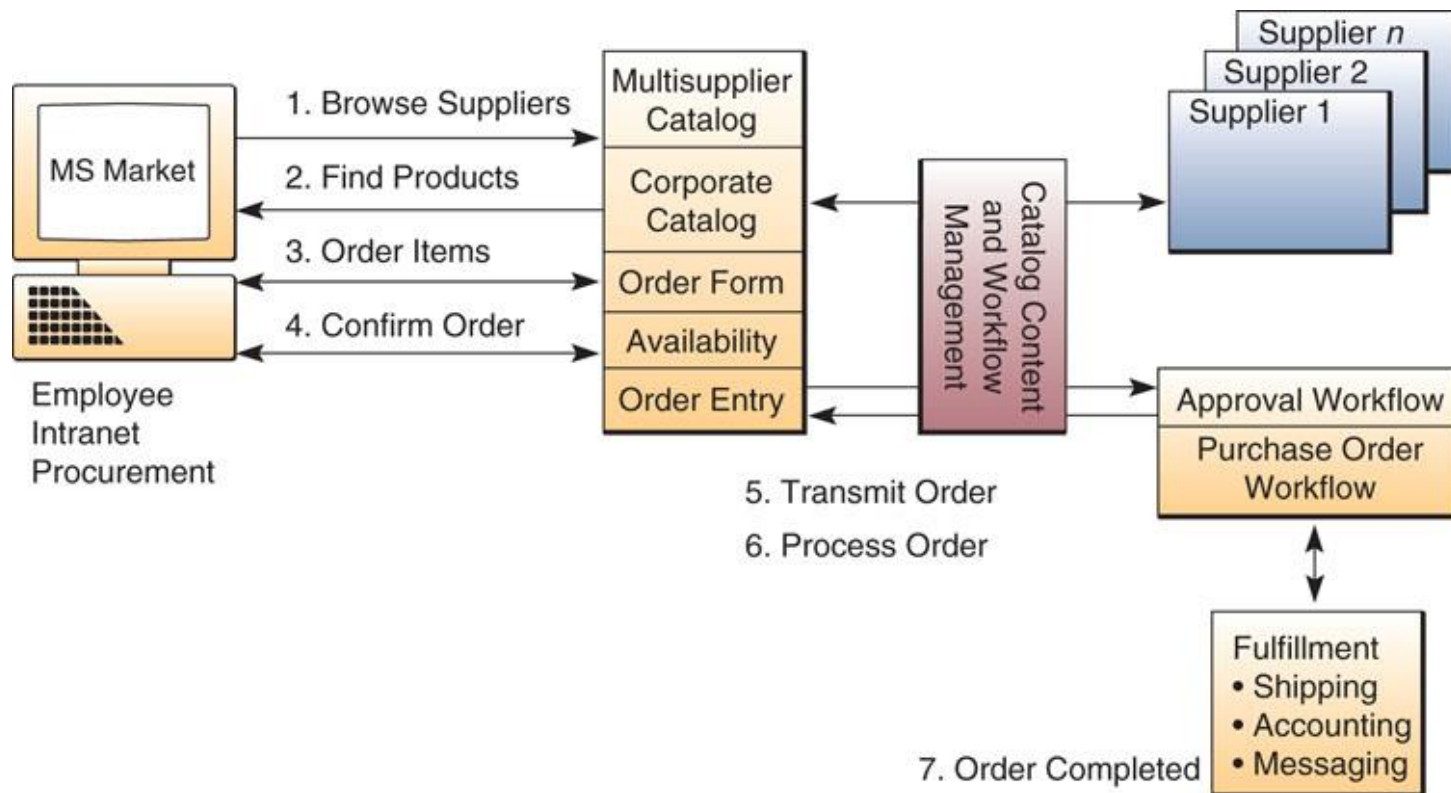 MS Market
Employee
Intranet
Procurement
1. Browse Suppliers
2. Find Products
3. Order Items
4. Confirm Order
Multisupplier
Catalog
Corporate
Catalog
Order Form
Availability
Order Entry
Catalog Content
and Workflow
Management
Supplier n
Supplier 2
Supplier 1
5. Transmit Order
6. Process Order
Approval Workflow
Purchase Order
Workflow
Fulfillment
• Shipping
• Accounting
• Messaging
7. Order Completed